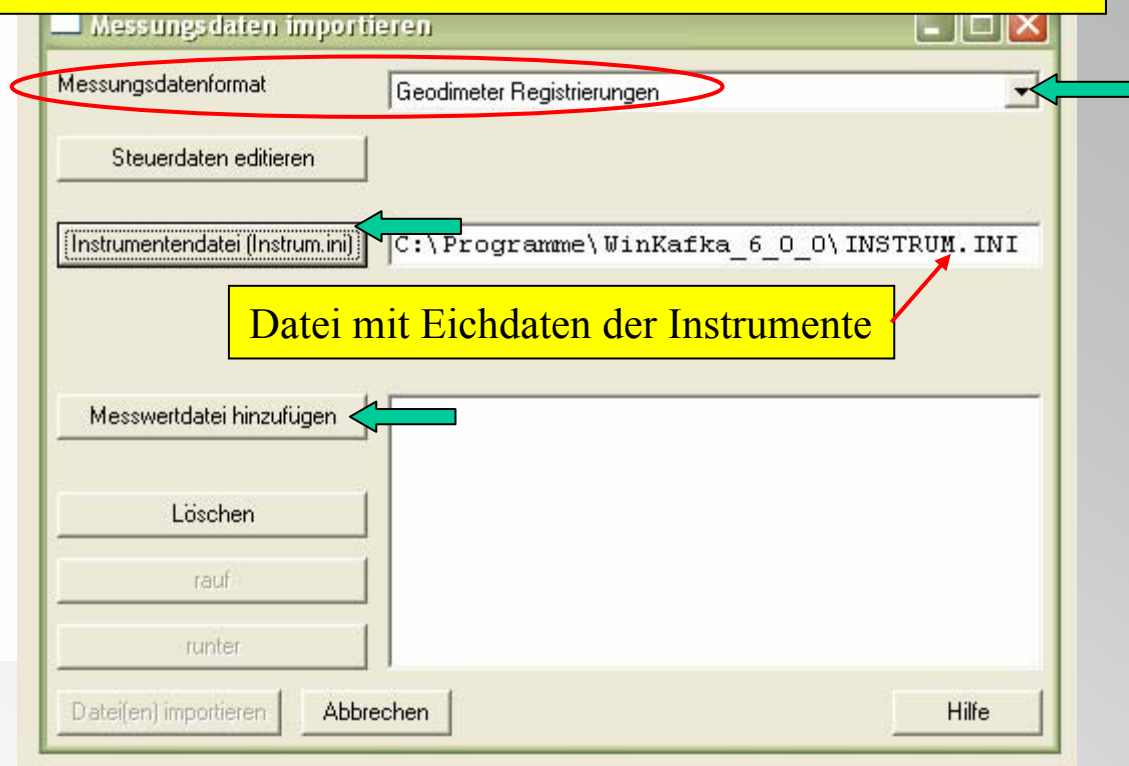 Messungsdaten importieren
Messungsdatenformat
Geodimeter Registrierungen
Steuerdaten editieren
Instrumentendatei (Instrum.ini)
C:\Programme\WinKafka_6_0_0\INSTRUM.INI
Datei mit Eichdaten der Instrumente
Messwertdatei hinzufügen
Löschen
rauf
runter
Datei(en) importieren
Abbrechen
Hilfe